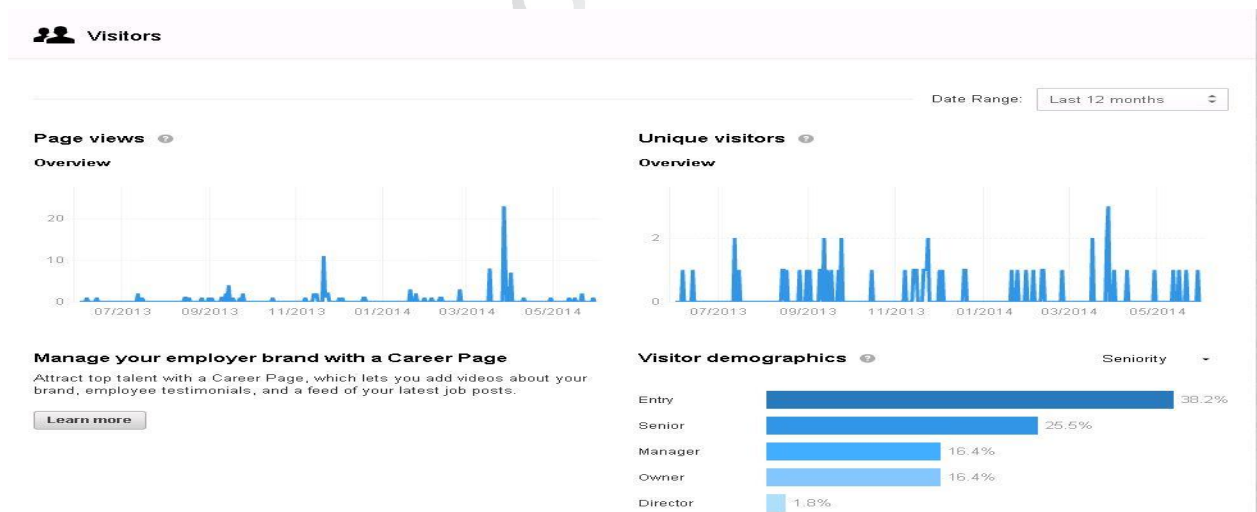 Visitors
Date Range: Last 12 months
Page views
Overview
20
10
0
07/2013 09/2013 11/2013 01/2014 03/2014 05/2014
Unique visitors
Overview
2
0
07/2013 09/2013 11/2013 01/2014 03/2014 05/2014
Manage your employer brand with a Career Page
Attract top talent with a Career Page, which lets you add videos about your
brand, employee testimonials, and a feed of your latest job posts.
Learn more
Visitor demographics Seniority
Entry 38.2%
Senior 25.5%
Manager 16.4%
Owner 16.4%
Director 1.8%